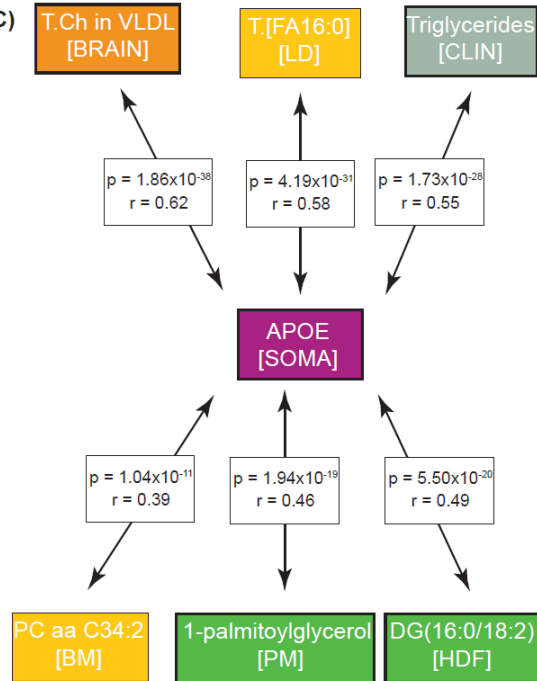 C)
T.Ch in VLDL
[BRAIN]
T.[FA16:0]
[LD]
Triglycerides
[CLIN]
p = 1.86x10⁻³⁸
r = 0.62
p = 4.19x10⁻³¹
r = 0.58
p = 1.73x10⁻²⁸
r = 0.55
APOE
[SOMA]
p = 1.04x10⁻¹¹
r = 0.39
p = 1.94x10⁻¹⁹
r = 0.46
p = 5.50x10⁻²⁰
r = 0.49
PC aa C34:2
[BM]
1-palmitoylglycerol
[PM]
DG(16:0/18:2)
[HDF]